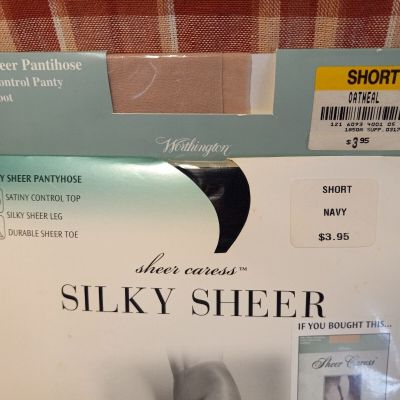 eer Pantihose
ontrol Panty
oot
SHORT
OATMEAL
$3.95
Worthington
Y SHEER PANTYHOSE
SATINY CONTROL TOP
SILKY SHEER LEG
DURABLE SHEER TOE
SHORT
NAVY
$3.95
sheer caress™
SILKY SHEER
IF YOU BOUGHT THIS...
Sheer Caress